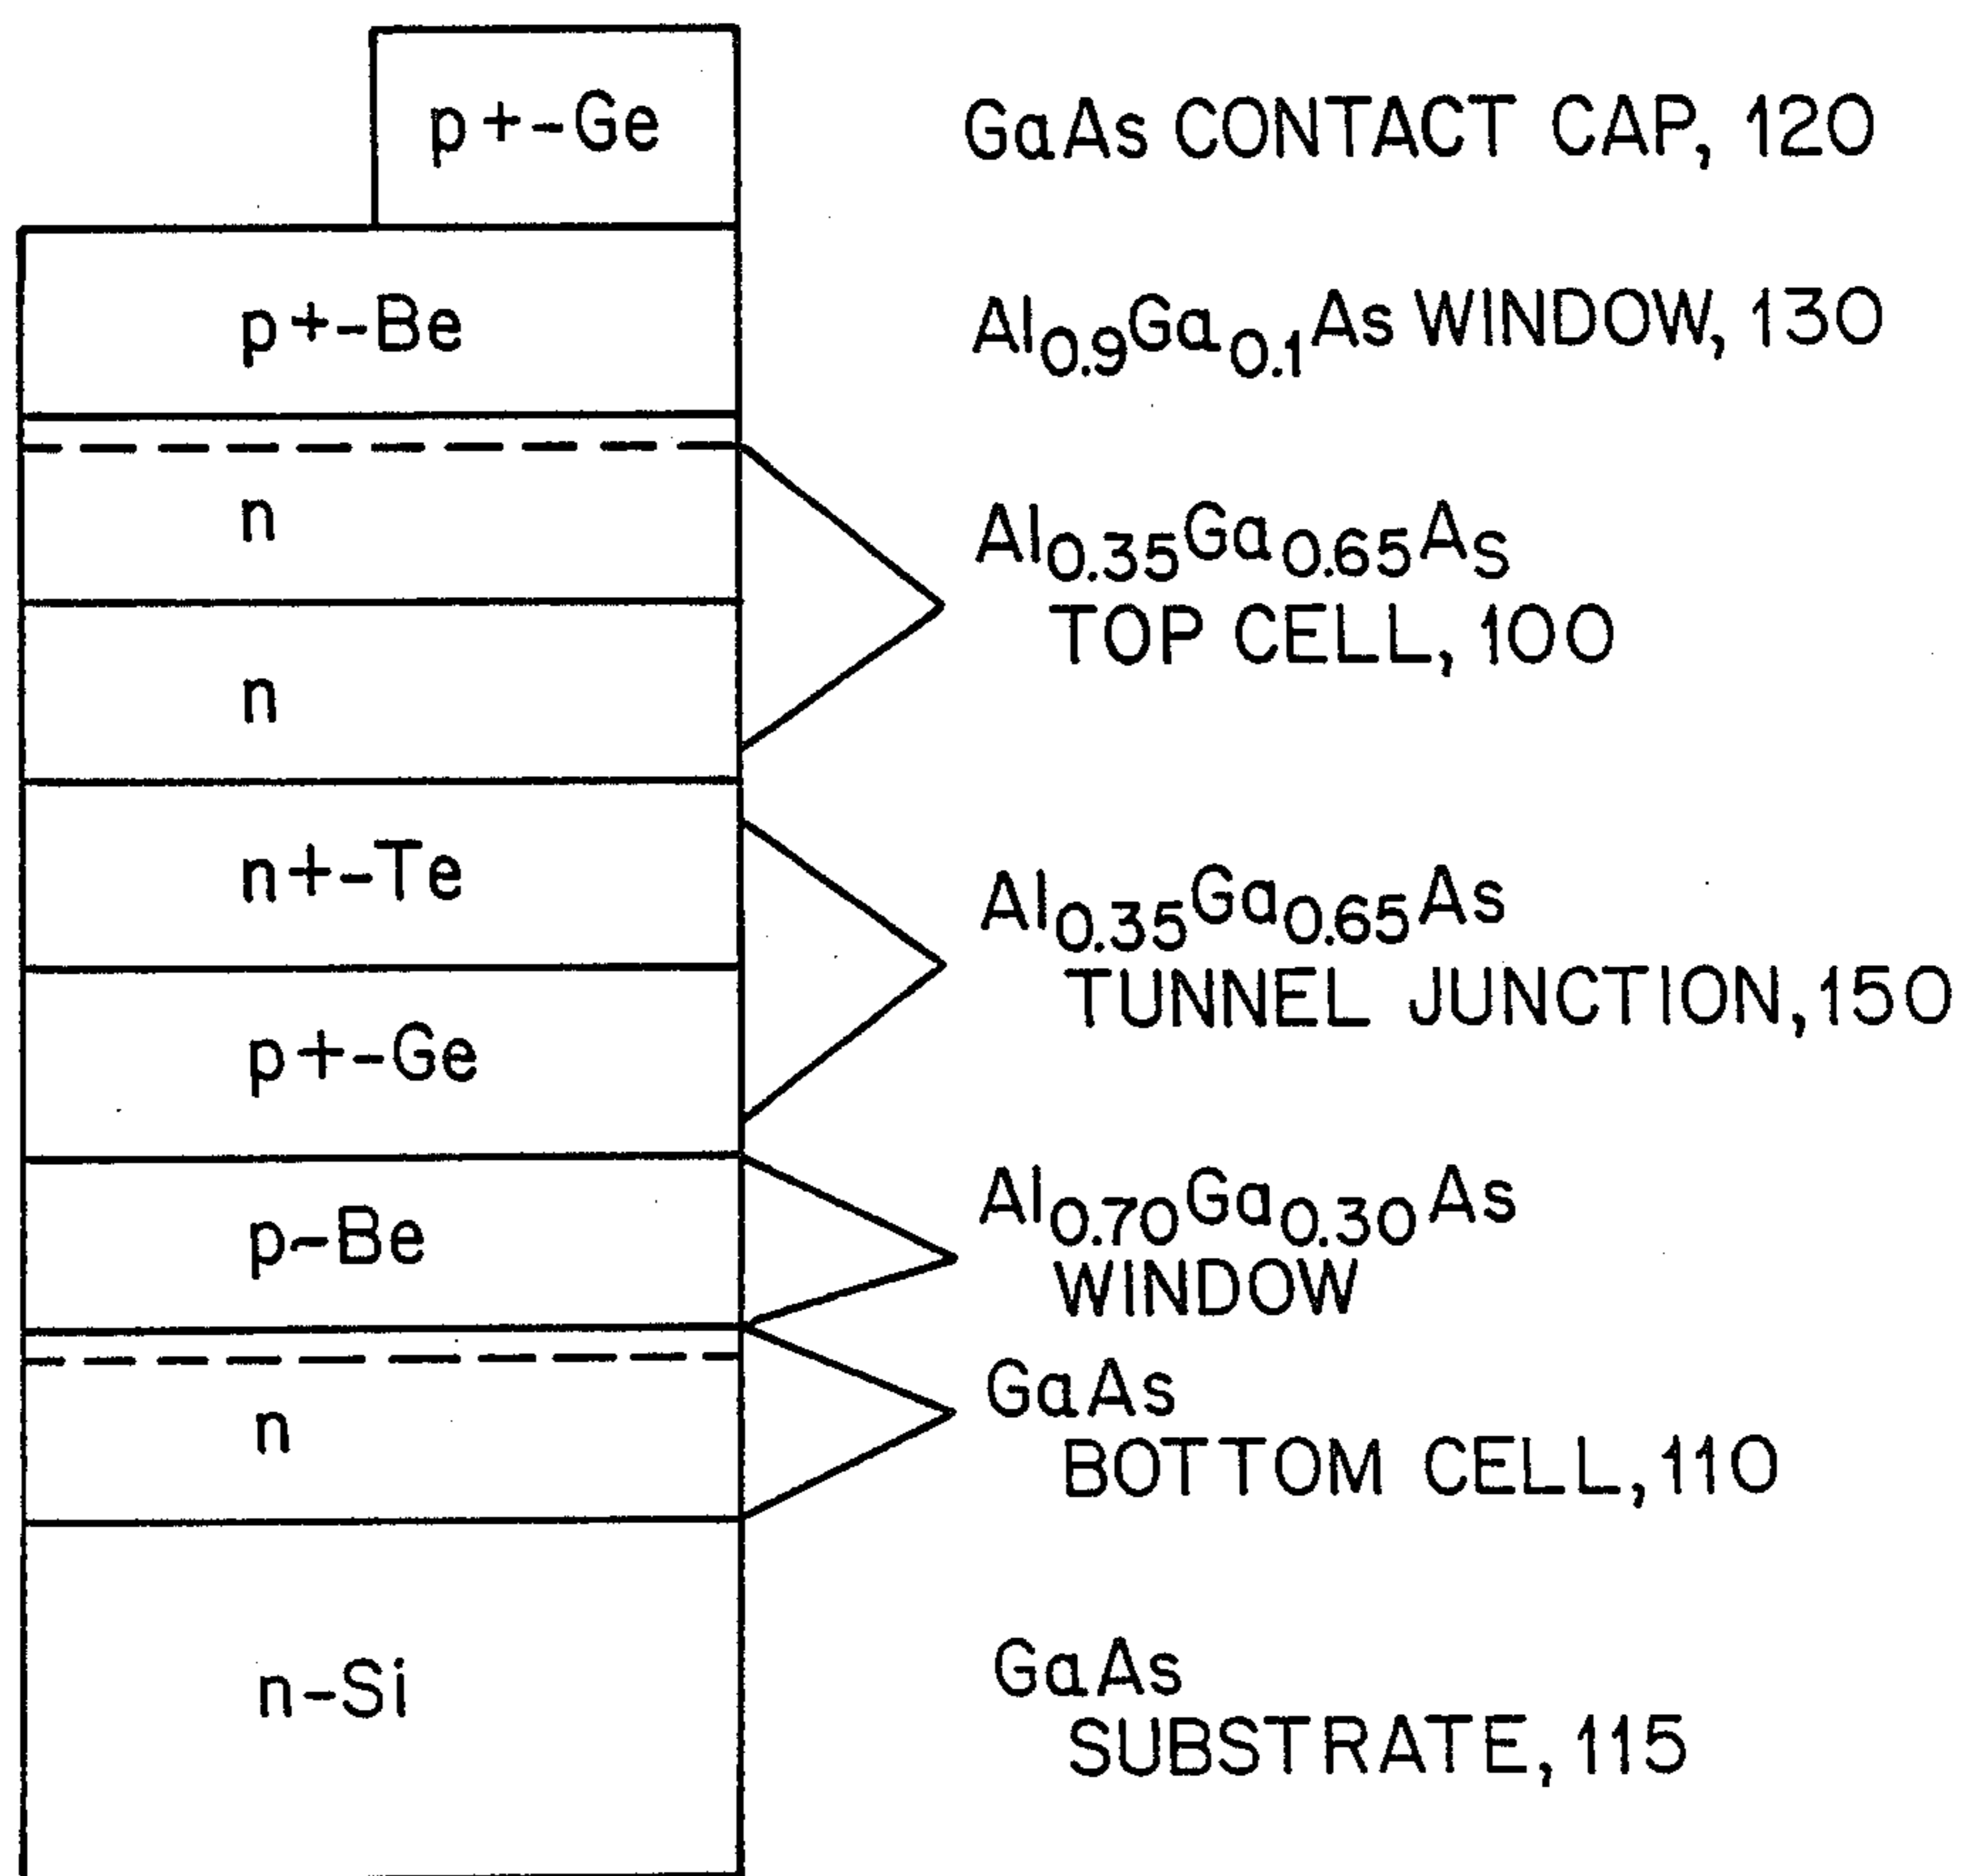 p+-Ge GaAs CONTACT CAP, 120
p+-Be Al0.9Ga0.1As WINDOW, 130
n
Al0.35Ga0.65As
TOP CELL, 100
n
n+-Te
Al0.35Ga0.65As
TUNNEL JUNCTION, 150
p+-Ge
p-Be
Al0.70Ga0.30As
WINDOW
n
GaAs
BOTTOM CELL, 110
n-Si
GaAs
SUBSTRATE, 115